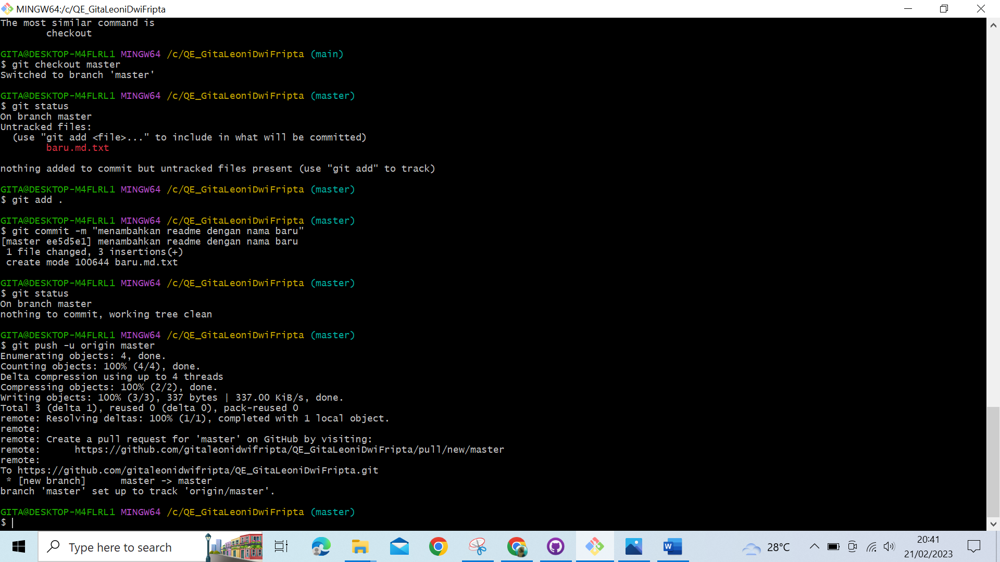 MINGW64:/c/QE_GitaLeoniDwiFripta
The most similar command is
checkout
GITA@DESKTOP-M4FLRL1 MINGW64 /c/QE_GitaLeoniDwiFripta (main)
$ git checkout master
Switched to branch 'master'
GITA@DESKTOP-M4FLRL1 MINGW64 /c/QE_GitaLeoniDwiFripta (master)
$ git status
On branch master
Untracked files:
(use "git add <file>..." to include in what will be committed)
baru.md.txt
nothing added to commit but untracked files present (use "git add" to track)
GITA@DESKTOP-M4FLRL1 MINGW64 /c/QE_GitaLeoniDwiFripta (master)
$ git add .
GITA@DESKTOP-M4FLRL1 MINGW64 /c/QE_GitaLeoniDwiFripta (master)
$ git commit -m "menambahkan readme dengan nama baru"
[master ee5d5e1] menambahkan readme dengan nama baru
1 file changed, 3 insertions(+)
create mode 100644 baru.md.txt
GITA@DESKTOP-M4FLRL1 MINGW64 /c/QE_GitaLeoniDwiFripta (master)
$ git status
On branch master
nothing to commit, working tree clean
GITA@DESKTOP-M4FLRL1 MINGW64 /c/QE_GitaLeoniDwiFripta (master)
$ git push -u origin master
Enumerating objects: 4, done.
Counting objects: 100% (4/4), done.
Delta compression using up to 4 threads
Compressing objects: 100% (2/2), done.
Writing objects: 100% (3/3), 337 bytes | 337.00 KiB/s, done.
Total 3 (delta 1), reused 0 (delta 0), pack-reused 0
remote: Resolving deltas: 100% (1/1), completed with 1 local object.
remote:
remote: Create a pull request for 'master' on GitHub by visiting:
remote:      https://github.com/gitaleonidwifripta/QE_GitaLeoniDwiFripta/pull/new/master
remote:
To https://github.com/gitaleonidwifripta/QE_GitaLeoniDwiFripta.git
* [new branch]      master -> master
branch 'master' set up to track 'origin/master'.
GITA@DESKTOP-M4FLRL1 MINGW64 /c/QE_GitaLeoniDwiFripta (master)
$
Type here to search
W
28°C
20:41
21/02/2023